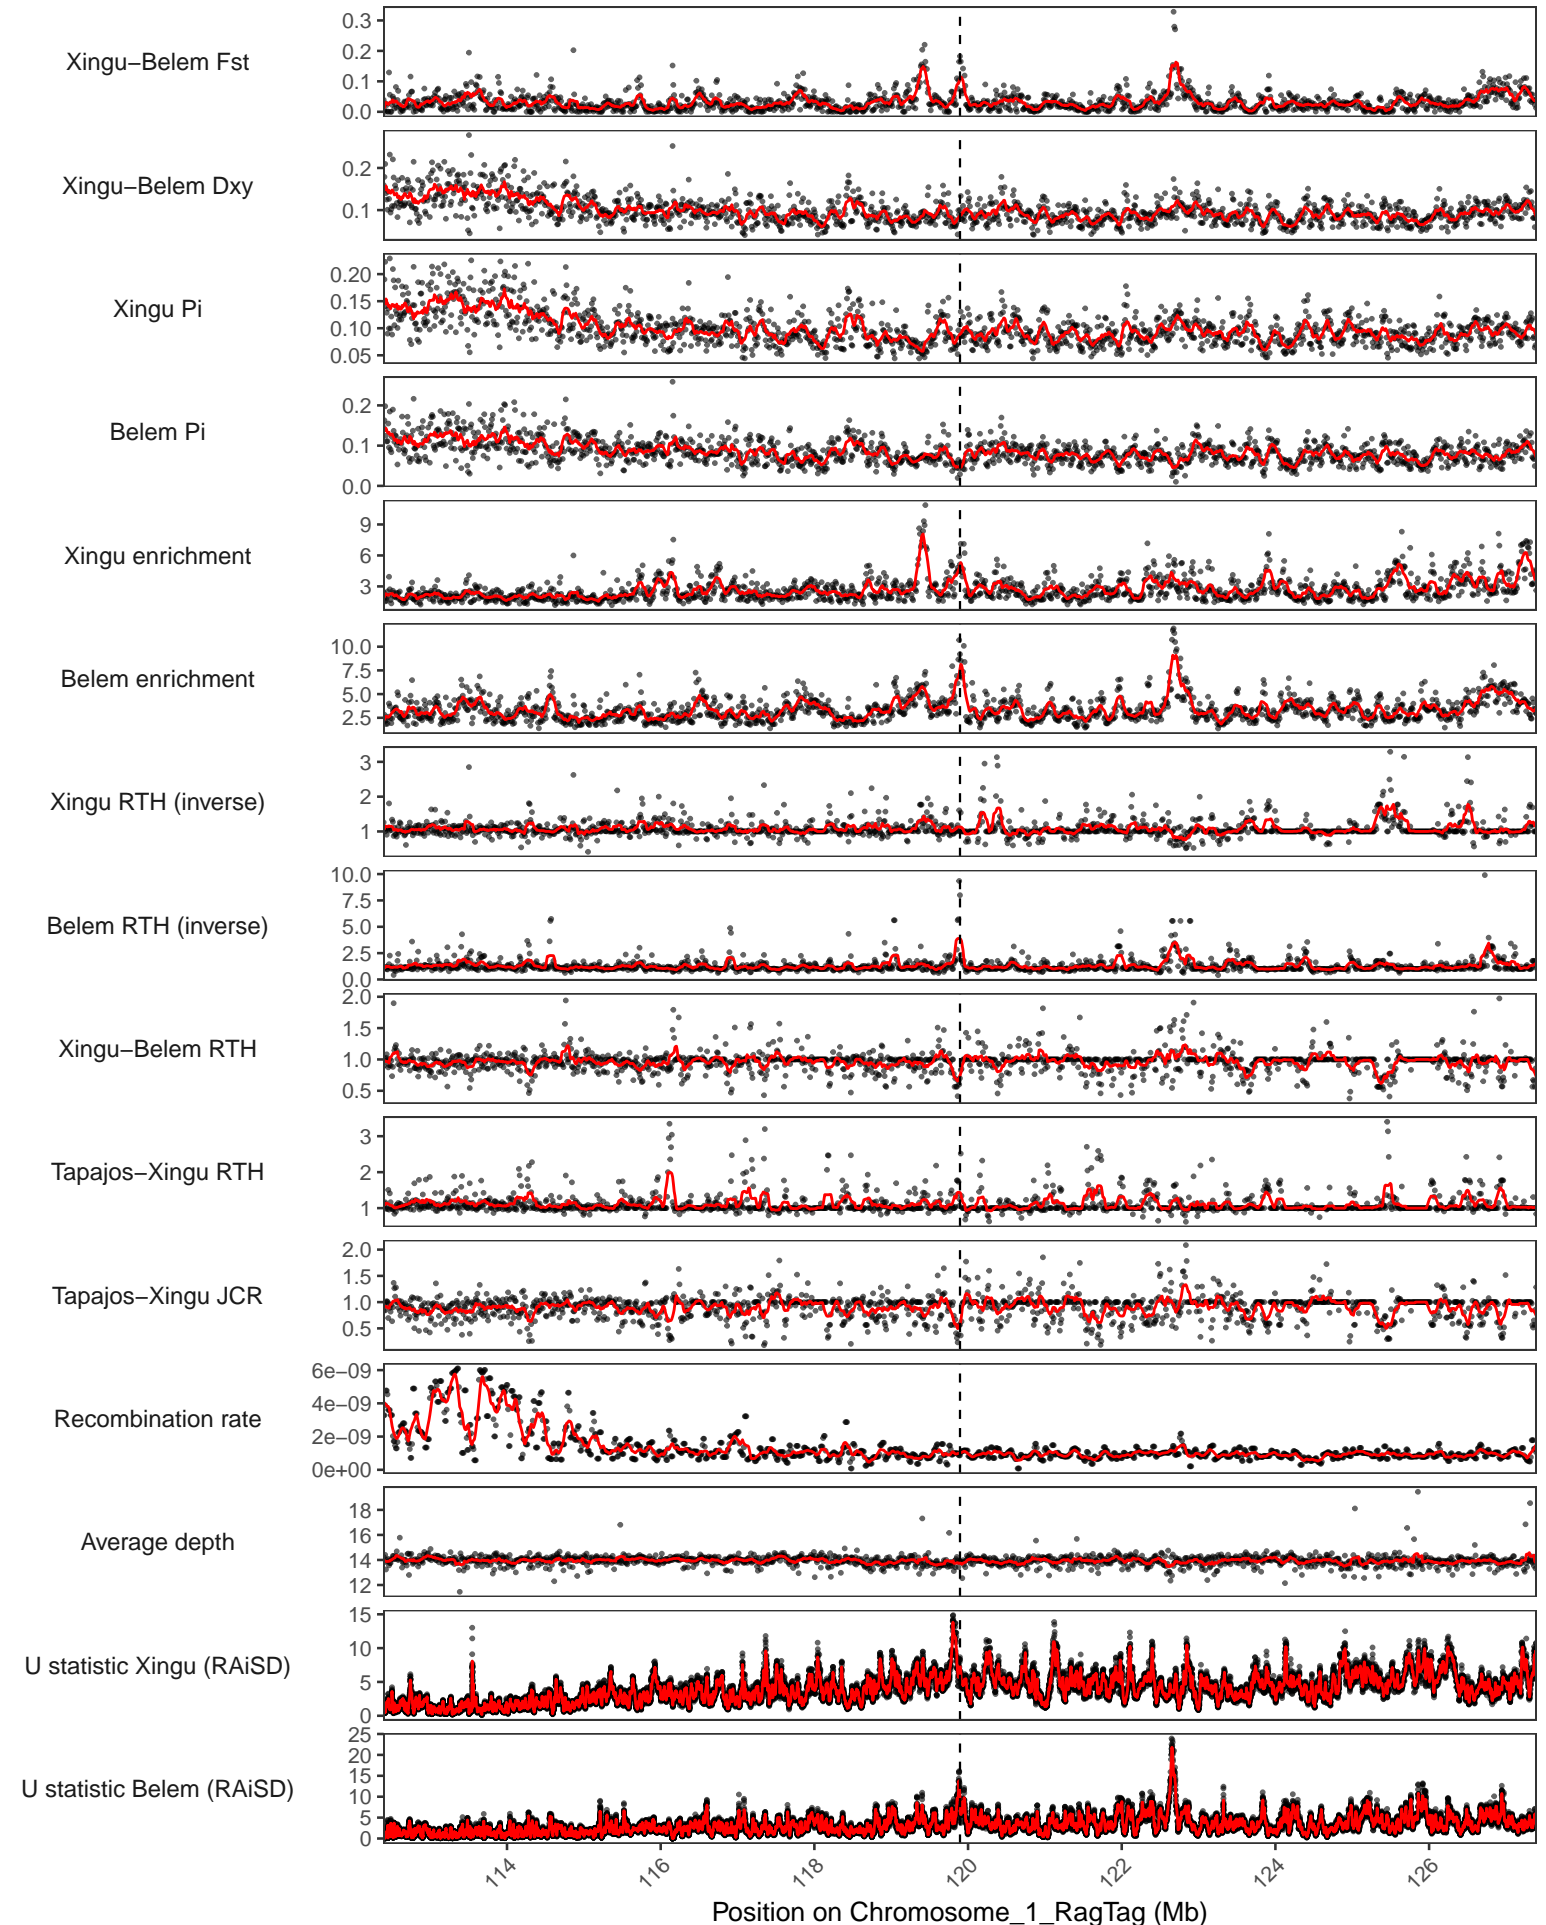 Xingu−Belem Fst
0.3
0.2
0.1
0.0
Xingu−Belem Dxy
0.2
0.1
Xingu Pi
0.20
0.15
0.10
0.05
Belem Pi
0.2
0.1
0.0
Xingu enrichment
9
6
3
Belem enrichment
10.0
7.5
5.0
2.5
Xingu RTH (inverse)
3
2
1
Belem RTH (inverse)
10.0
7.5
5.0
2.5
0.0
Xingu−Belem RTH
2.0
1.5
1.0
0.5
Tapajos−Xingu RTH
3
2
1
Tapajos−Xingu JCR
2.0
1.5
1.0
0.5
Recombination rate
6e−09
4e−09
2e−09
0e+00
Average depth
18
16
14
12
U statistic Xingu (RAiSD)
15
10
5
0
U statistic Belem (RAiSD)
25
20
15
10
5
0
114 116 118 120 122 124 126
Position on Chromosome_1_RagTag (Mb)